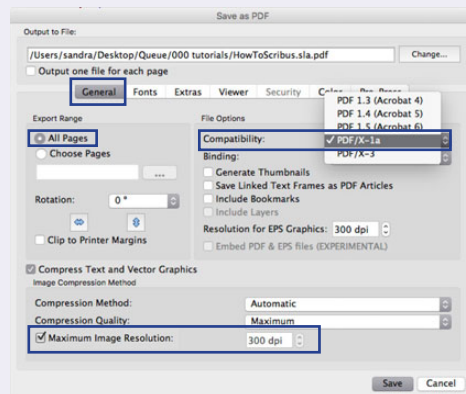 Save as PDF
Output to File:
/Users/sandra/Desktop/Queue/000 tutorials/HowToScribus.sla.pdf
Change...
Output one file for each page
General Fonts Extras Viewer Security Color Pre-Press
PDF 1.3 (Acrobat 4)
PDF 1.4 (Acrobat 5)
PDF 1.5 (Acrobat 6)
PDF/X-1a
PDF/X-3
Export Range
All Pages
Choose Pages
...
Rotation: 0°
Clip to Printer Margins
File Options
Compatibility:
Binding:
Generate Thumbnails
Save Linked Text Frames as PDF Articles
Include Bookmarks
Include Layers
Resolution for EPS Graphics: 300 dpi
Embed PDF & EPS files (EXPERIMENTAL)
Compress Text and Vector Graphics
Image Compression Method
Compression Method: Automatic
Compression Quality: Maximum
Maximum Image Resolution: 300 dpi
Save Cancel